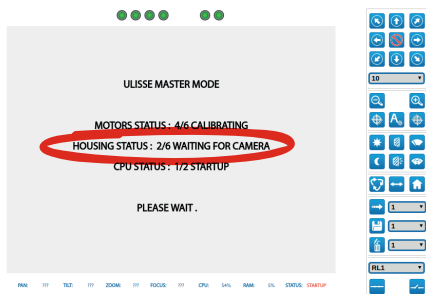 ULISSE MASTER MODE
MOTORS STATUS : 4/6 CALIBRATING
HOUSING STATUS : 2/6 WAITING FOR CAMERA
CPU STATUS : 1/2 STARTUP
PLEASE WAIT .
PAN: ??? TILT: ??? ZOOM: ??? FOCUS: ??? CPU: 54% RAM: 5% STATUS: STARTUP
10
A
1
1
1
RL1